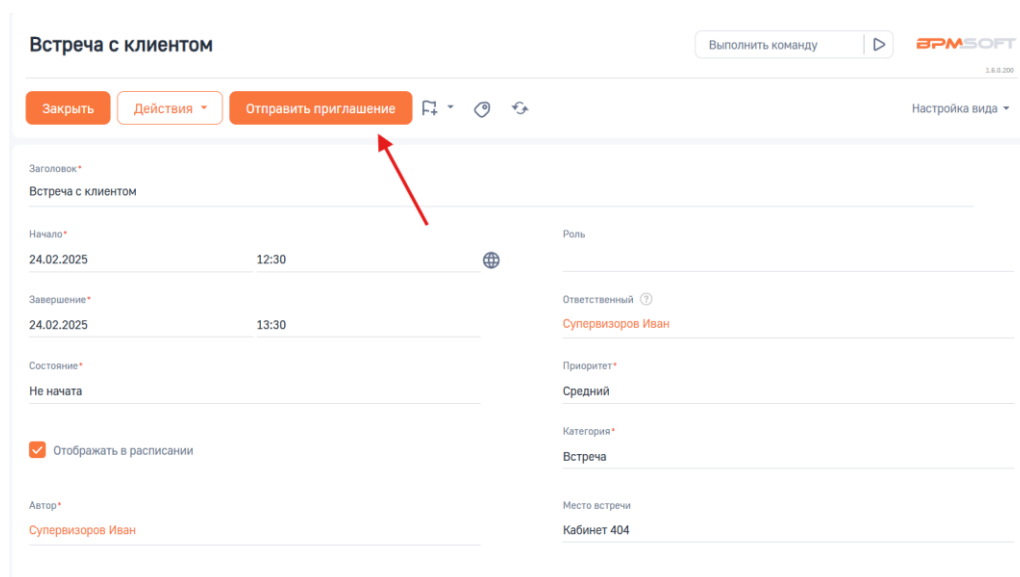 Встреча с клиентом
Выполнить команду
BPMSOFT
1.6.0.200
Закрыть Действия Отправить приглашение Настройка вида
Заголовок*
Встреча с клиентом
Начало* Роль
24.02.2025 12:30
Завершение* Ответственный ?
24.02.2025 13:30 Супервизоров Иван
Состояние* Приоритет*
Не начата Средний
Категория*
Отображать в расписании Встреча
Автор* Место встречи
Супервизоров Иван Кабинет 404